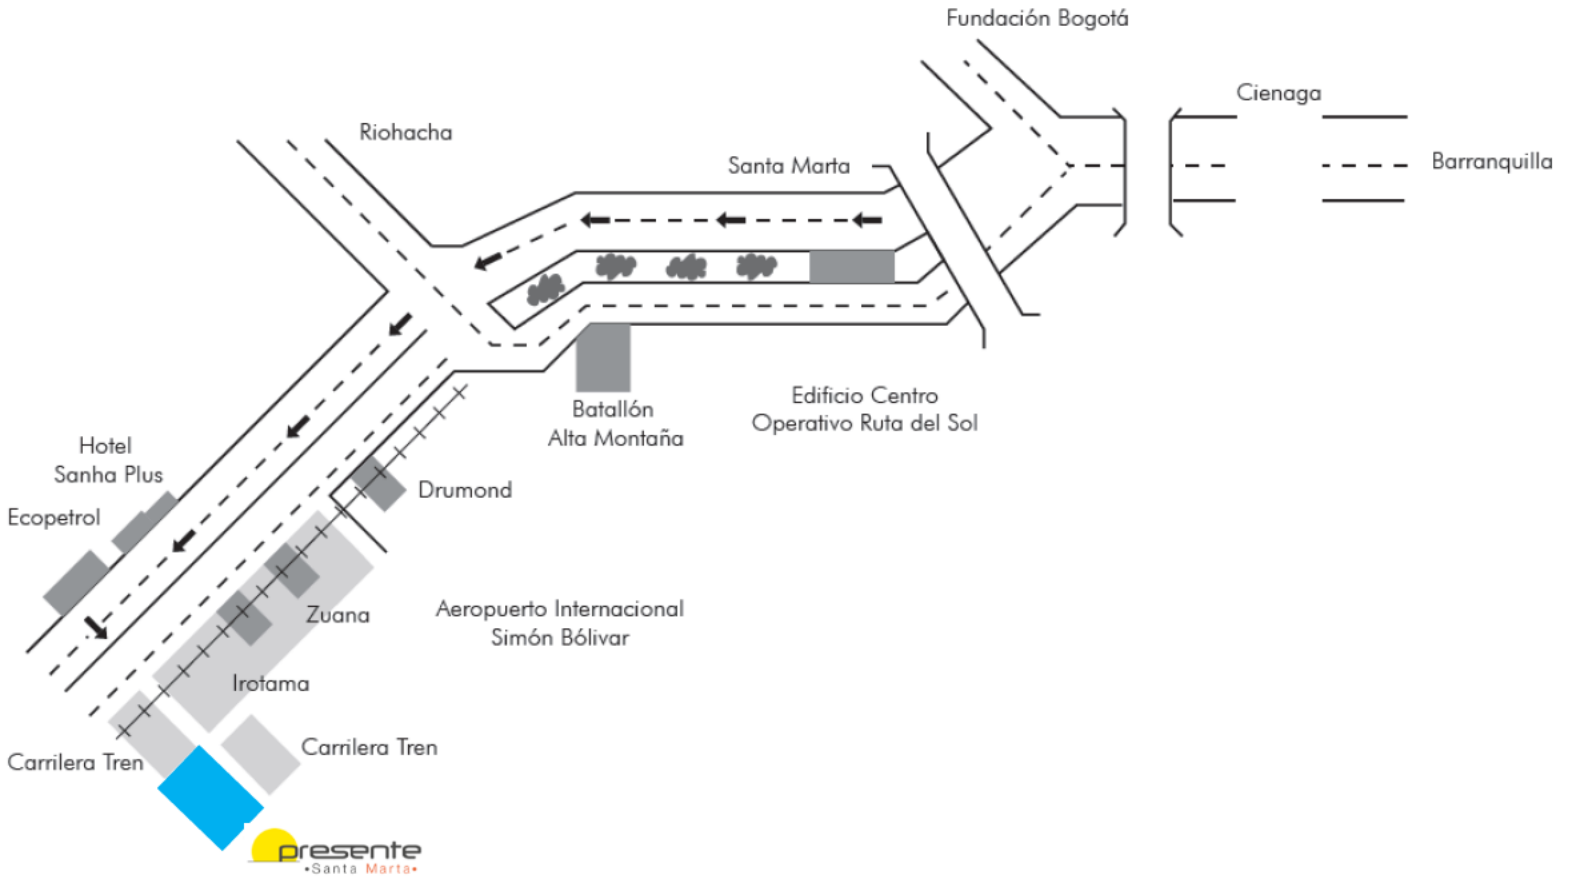 Fundación Bogotá
Cienaga
Riohacha
Santa Marta
Barranquilla
Edificio Centro
Operativo Ruta del Sol
Batallón
Alta Montaña
Hotel
Sanha Plus
Drumond
Ecopetrol
Zuana
Aeropuerto Internacional
Simón Bólivar
Irotama
Carrilera Tren
Carrilera Tren
presente
•Santa Marta•